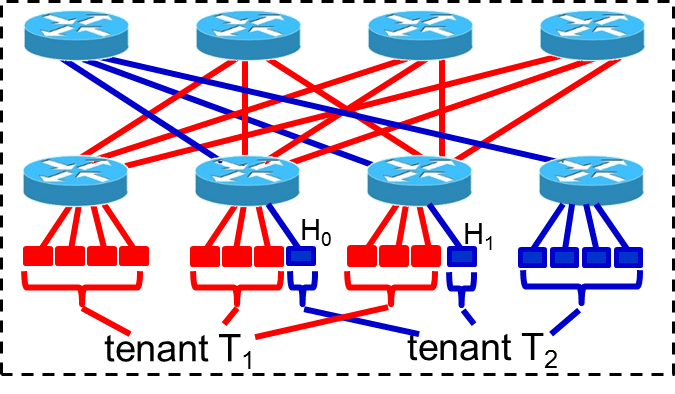 H₀
H₁
tenant T₁
tenant T₂